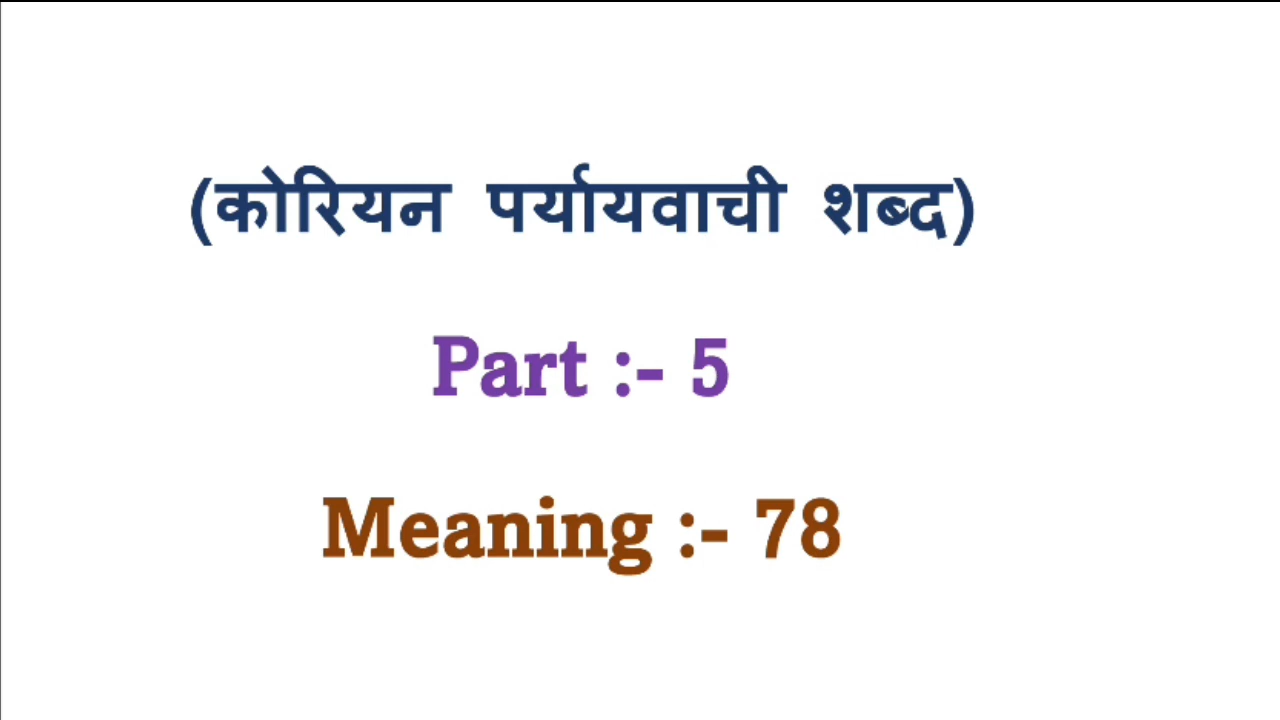 (कोरियन पर्यायवाची शब्द)
Part :- 5
Meaning :- 78